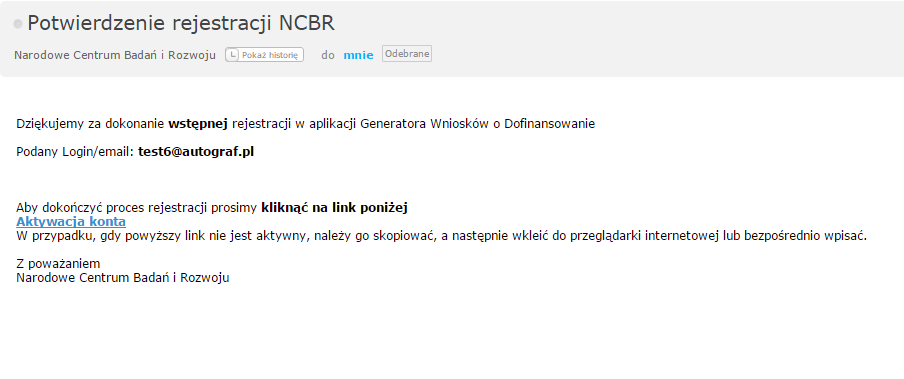 Potwierdzenie rejestracji NCBR
Narodowe Centrum Badań i Rozwoju Pokaż historię do mnie Odebrane
Dziękujemy za dokonanie wstępnej rejestracji w aplikacji Generatora Wniosków o Dofinansowanie
Podany Login/email: test6@autograf.pl
Aby dokończyć proces rejestracji prosimy kliknąć na link poniżej
Aktywacja konta
W przypadku, gdy powyższy link nie jest aktywny, należy go skopiować, a następnie wkleić do przeglądarki internetowej lub bezpośrednio wpisać.
Z poważaniem
Narodowe Centrum Badań i Rozwoju